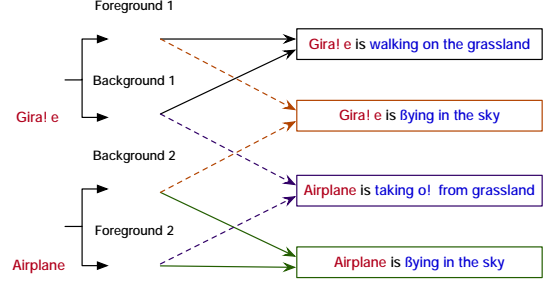 Foreground 1
Gira! e is walking on the grassland
Background 1
Gira! e
Gira! e is ßying in the sky
Background 2
Airplane is taking o! from grassland
Foreground 2
Airplane
Airplane is ßying in the sky